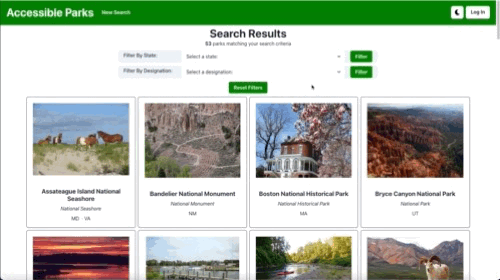 Accessible Parks New Search Log In
Search Results
53 parks matching your search criteria
Filter By State: Select a state: Filter
Filter By Designation: Select a designation: Filter
Reset Filters
Assateague Island National Seashore
National Seashore
MD · VA
Bandelier National Monument
National Monument
NM
Boston National Historical Park
National Historical Park
MA
Bryce Canyon National Park
National Park
UT